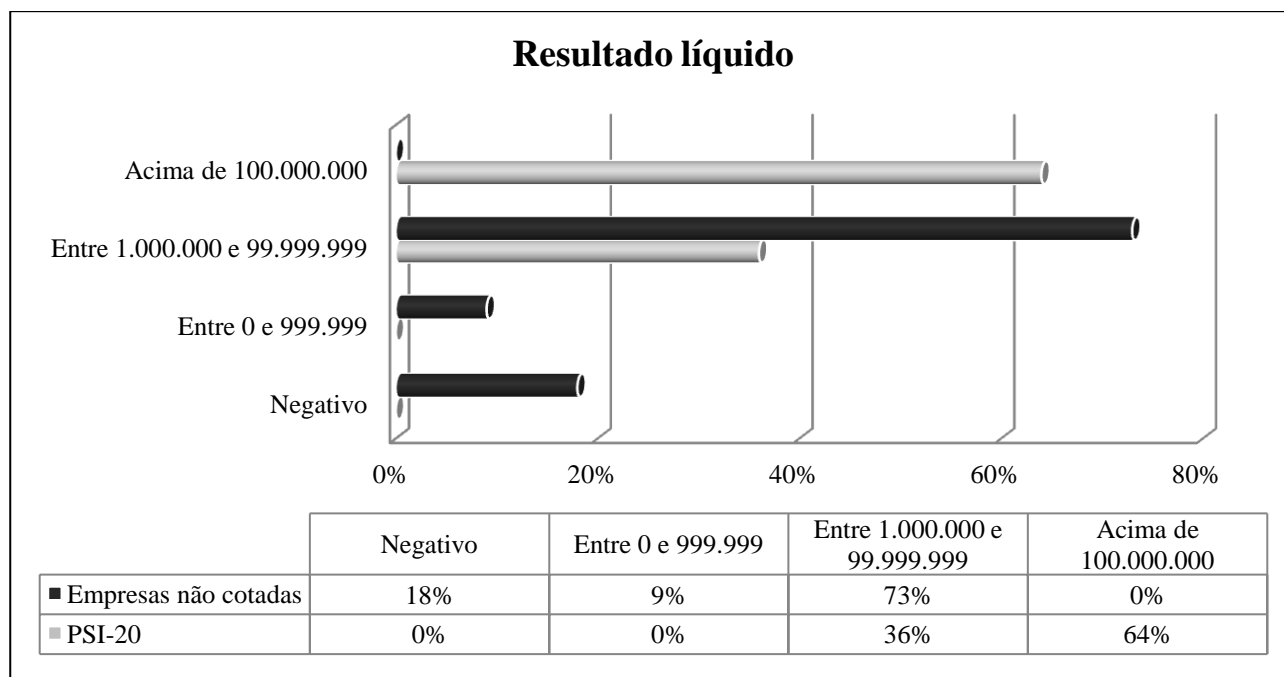 Resultado líquido
Acima de 100.000.000
Entre 1.000.000 e 99.999.999
Entre 0 e 999.999
Negativo
0% 20% 40% 60% 80%
Negativo Entre 0 e 999.999 Entre 1.000.000 e 99.999.999 Acima de 100.000.000
Empresas não cotadas 18% 9% 73% 0%
PSI-20 0% 0% 36% 64%